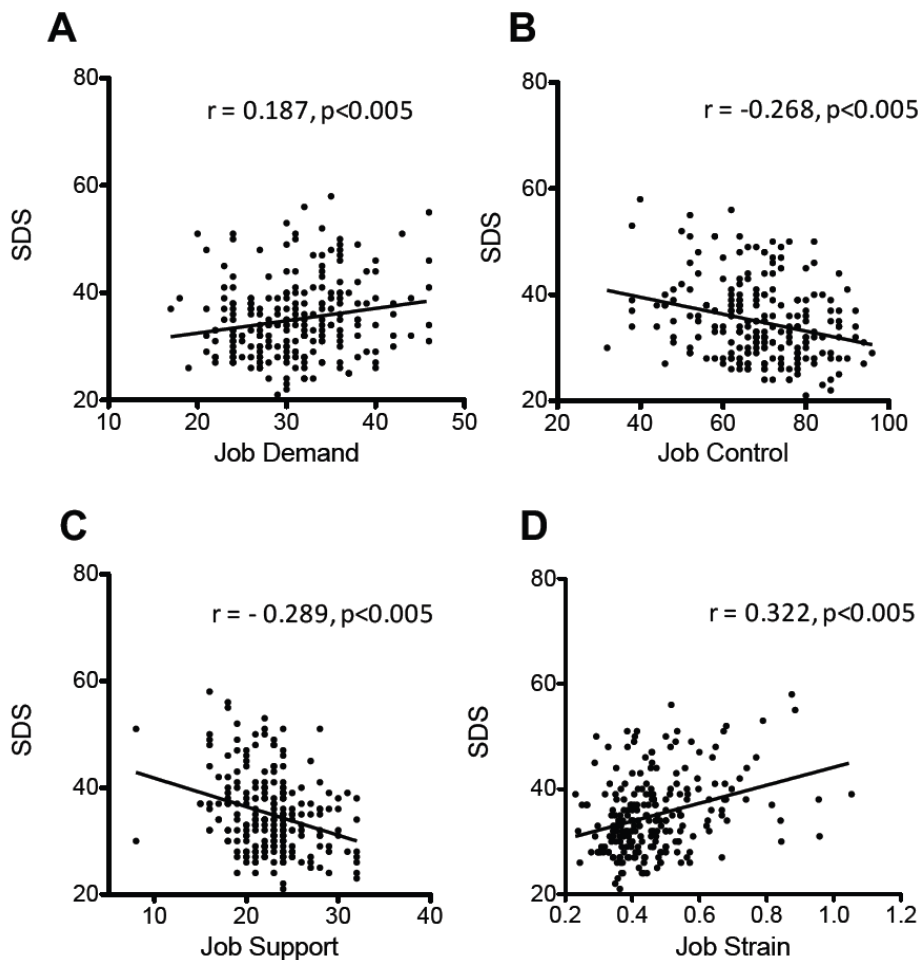 A
B
80
60
40
20
SDS
r = 0.187, p<0.005
10
20
30
40
50
Job Demand
80
60
40
20
SDS
r = -0.268, p<0.005
20
40
60
80
100
Job Control
C
D
80
60
40
20
SDS
r = - 0.289, p<0.005
10
20
30
40
Job Support
80
60
40
20
SDS
r = 0.322, p<0.005
0.2
0.4
0.6
0.8
1.0
1.2
Job Strain